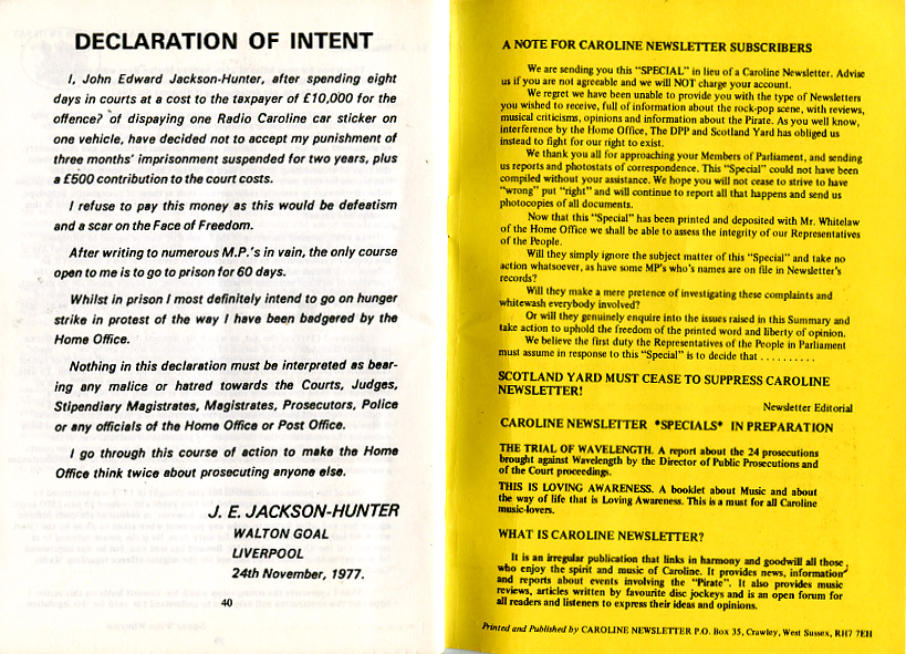 DECLARATION OF INTENT
I, John Edward Jackson-Hunter, after spending eight
days in courts at a cost to the taxpayer of £10,000 for the
offence? of dispaying one Radio Caroline car sticker on
one vehicle, have decided not to accept my punishment of
three months' imprisonment suspended for two years, plus
a £500 contribution to the court costs.
I refuse to pay this money as this would be defeatism
and a scar on the Face of Freedom.
After writing to numerous M.P.'s in vain, the only course
open to me is to go to prison for 60 days.
Whilst in prison I most definitely intend to go on hunger
strike in protest of the way I have been badgered by the
Home Office.
Nothing in this declaration must be interpreted as bear-
ing any malice or hatred towards the Courts, Judges,
Stipendiary Magistrates, Magistrates, Prosecutors, Police
or any officials of the Home Office or Post Office.
I go through this course of action to make the Home
Office think twice about prosecuting anyone else.
J. E. JACKSON-HUNTER
WALTON GOAL
LIVERPOOL
24th November, 1977.
40
A NOTE FOR CAROLINE NEWSLETTER SUBSCRIBERS
We are sending you this "SPECIAL" in lieu of a Caroline Newsletter. Advise
us if you are not agreeable and we will NOT charge your account.
We regret we have been unable to provide you with the type of Newsletters
you wished to receive, full of information about the rock-pop scene, with reviews,
musical criticisms, opinions and information about the Pirate. As you well know,
interference by the Home Office, The DPP and Scotland Yard has obliged us
instead to fight for our right to exist.
We thank you all for approaching your Members of Parliament, and sending
us reports and photostats of correspondence. This "Special" could not have been
compiled without your assistance. We hope you will not cease to strive to have
"wrong" put "right" and will continue to report all that happens and send us
photocopies of all documents.
Now that this "Special" has been printed and deposited with Mr. Whitelaw
of the Home Office we shall be able to assess the integrity of our Representatives
of the People.
Will they simply ignore the subject matter of this "Special" and take no
action whatsoever, as have some MP's who's names are on file in Newsletter's
records?
Will they make a mere pretence of investigating these complaints and
whitewash everybody involved?
Or will they genuinely enquire into the issues raised in this Summary and
take action to uphold the freedom of the printed word and liberty of opinion.
We believe the first duty the Representatives of the People in Parliament
must assume in response to this "Special" is to decide that . . . . . . . . . .
SCOTLAND YARD MUST CEASE TO SUPPRESS CAROLINE
NEWSLETTER!
Newsletter Editorial
CAROLINE NEWSLETTER *SPECIALS* IN PREPARATION
THE TRIAL OF WAVELENGTH. A report about the 24 prosecutions
brought against Wavelength by the Director of Public Prosecutions and
of the Court proceedings.
THIS IS LOVING AWARENESS. A booklet about Music and about
the way of life that is Loving Awareness. This is a must for all Caroline
music-lovers.
WHAT IS CAROLINE NEWSLETTER?
It is an irregular publication that links in harmony and goodwill all those
who enjoy the spirit and music of Caroline. It provides news, information
and reports about events involving the "Pirate". It also provides music
reviews, articles written by favourite disc jockeys and is an open forum for
all readers and listeners to express their ideas and opinions.
Printed and Published by CAROLINE NEWSLETTER P.O. Box 35, Crawley, West Sussex, RH7 7EH